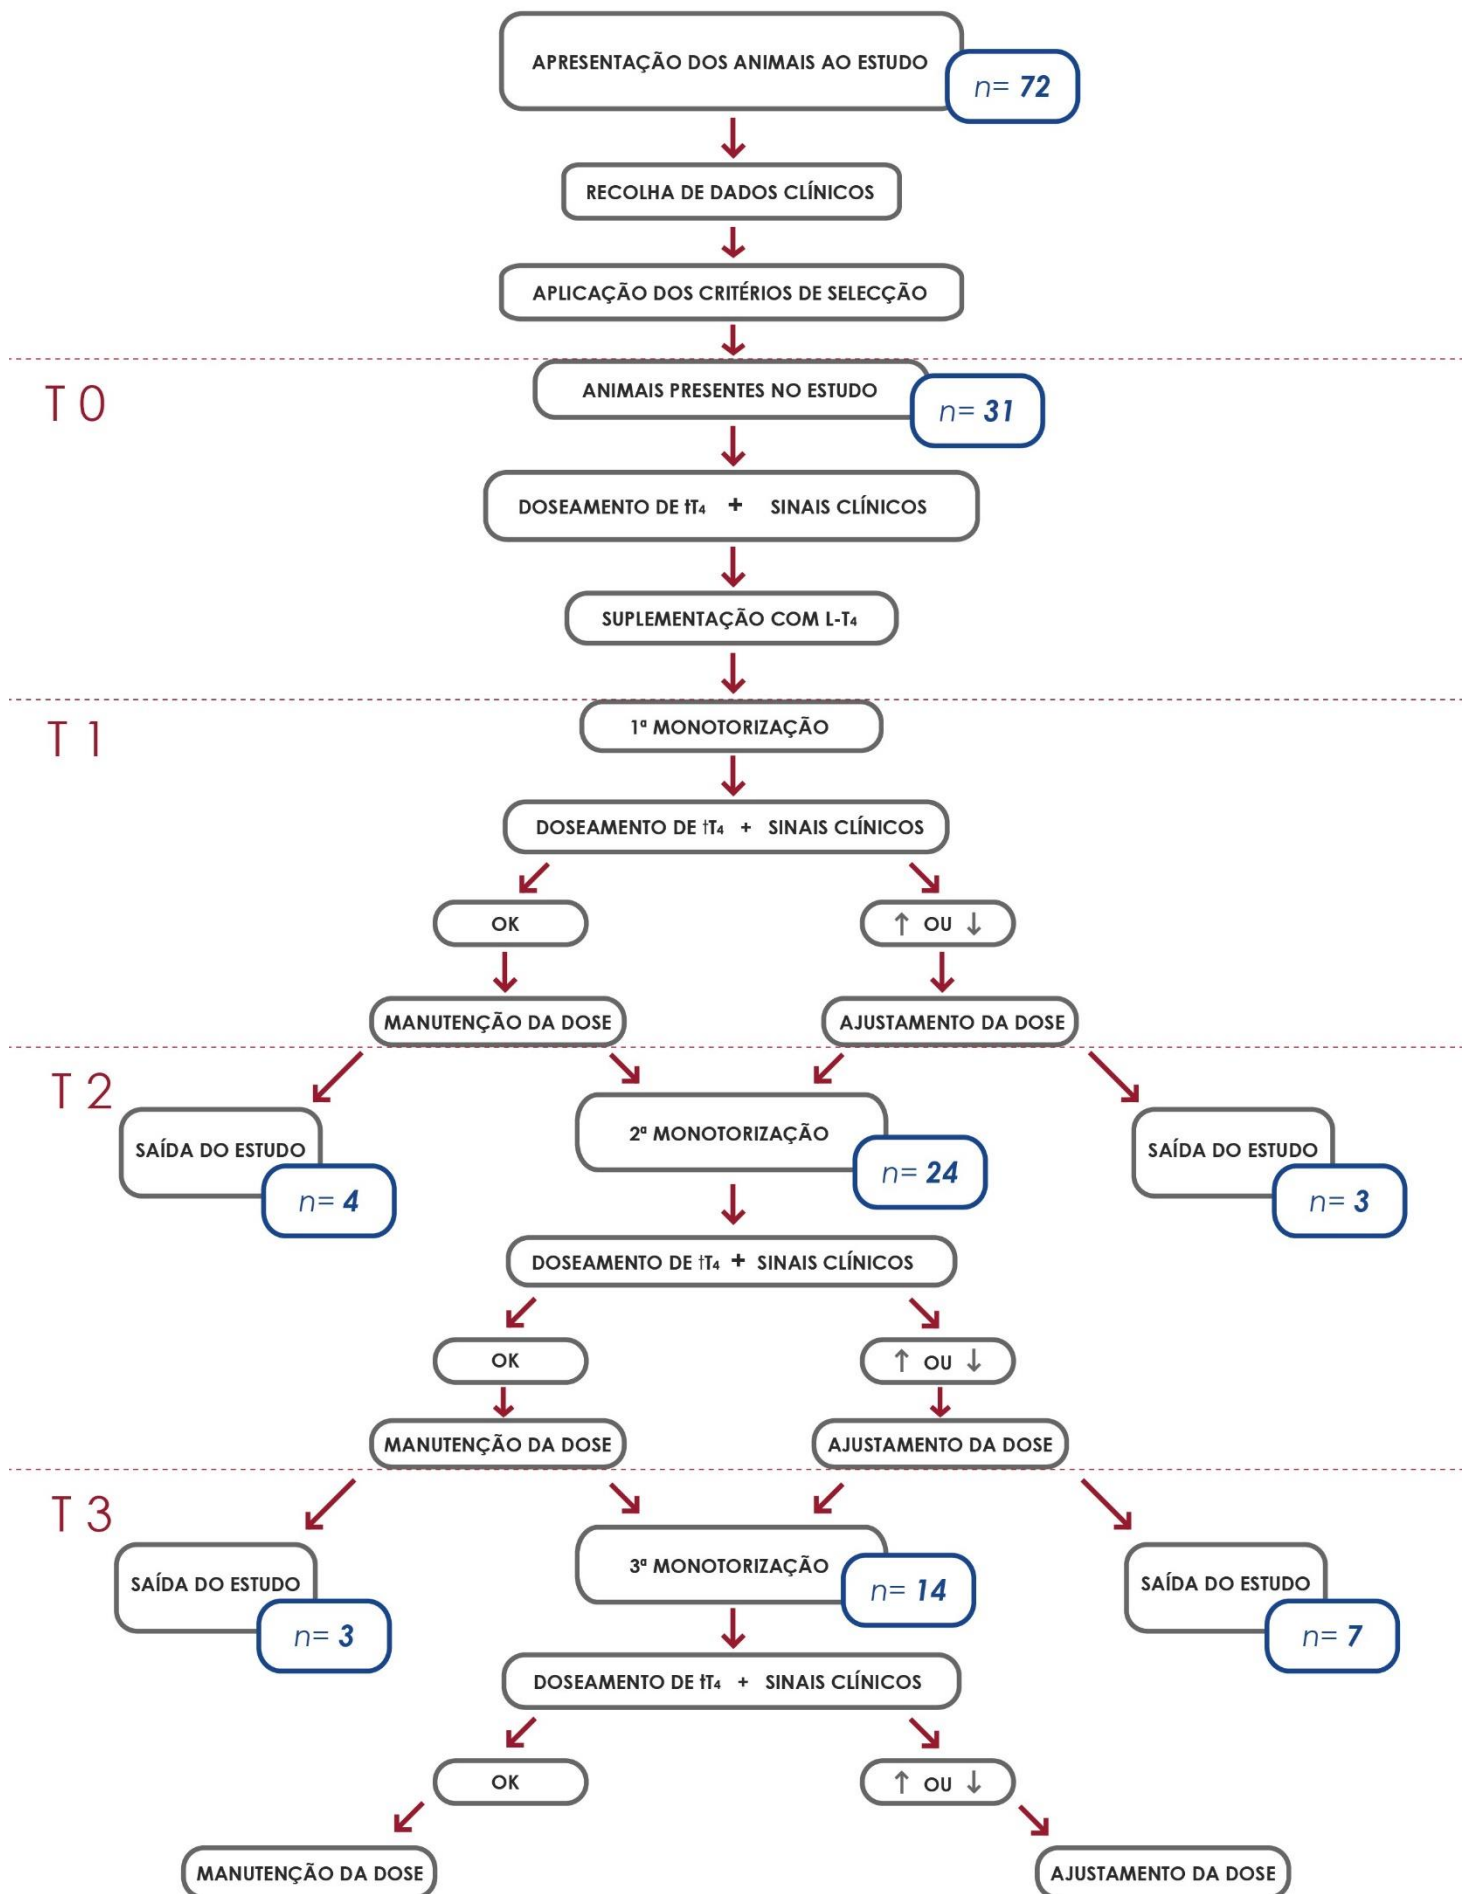 APRESENTAÇÃO DOS ANIMAIS AO ESTUDO
n= 72
RECOLHA DE DADOS CLÍNICOS
APLICAÇÃO DOS CRITÉRIOS DE SELECÇÃO
T 0
ANIMAIS PRESENTES NO ESTUDO
n= 31
DOSEAMENTO DE tT₄ + SINAIS CLÍNICOS
SUPLEMENTAÇÃO COM L-T₄
T 1
1ª MONOTORIZAÇÃO
DOSEAMENTO DE tT₄ + SINAIS CLÍNICOS
OK
↑ OU ↓
MANUTENÇÃO DA DOSE
AJUSTAMENTO DA DOSE
T 2
SAÍDA DO ESTUDO
n= 4
2ª MONOTORIZAÇÃO
n= 24
SAÍDA DO ESTUDO
n= 3
DOSEAMENTO DE tT₄ + SINAIS CLÍNICOS
OK
↑ OU ↓
MANUTENÇÃO DA DOSE
AJUSTAMENTO DA DOSE
T 3
SAÍDA DO ESTUDO
n= 3
3ª MONOTORIZAÇÃO
n= 14
SAÍDA DO ESTUDO
n= 7
DOSEAMENTO DE tT₄ + SINAIS CLÍNICOS
OK
↑ OU ↓
MANUTENÇÃO DA DOSE
AJUSTAMENTO DA DOSE